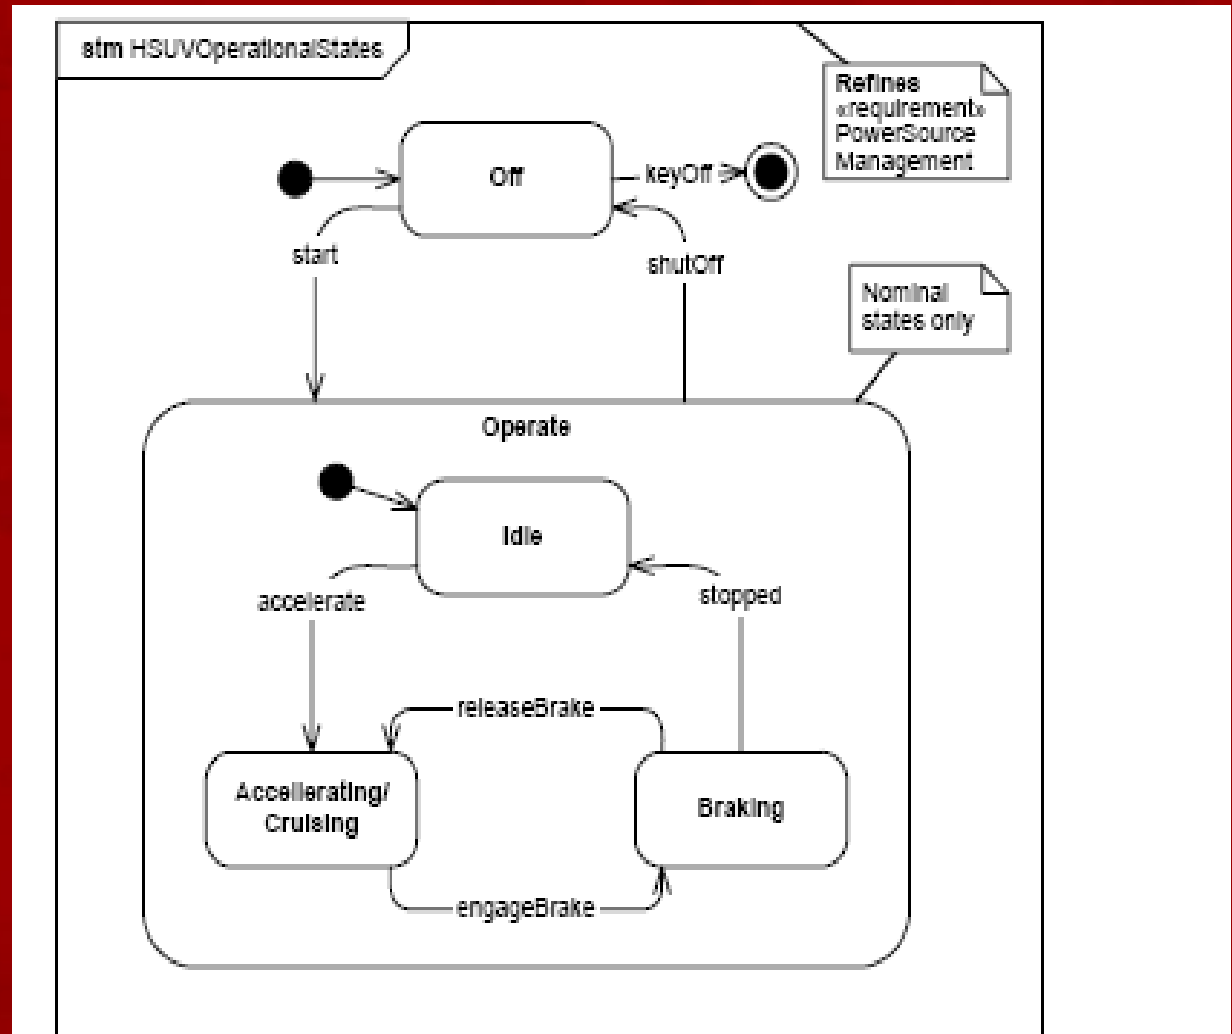 stm HSUVOperationalStates
Refines
«requirement»
PowerSource
Management
Off
keyOff
start
shutOff
Nominal
states only
Operate
Idle
accelerate
stopped
releaseBrake
Accellerating/
Cruising
Braking
engageBrake